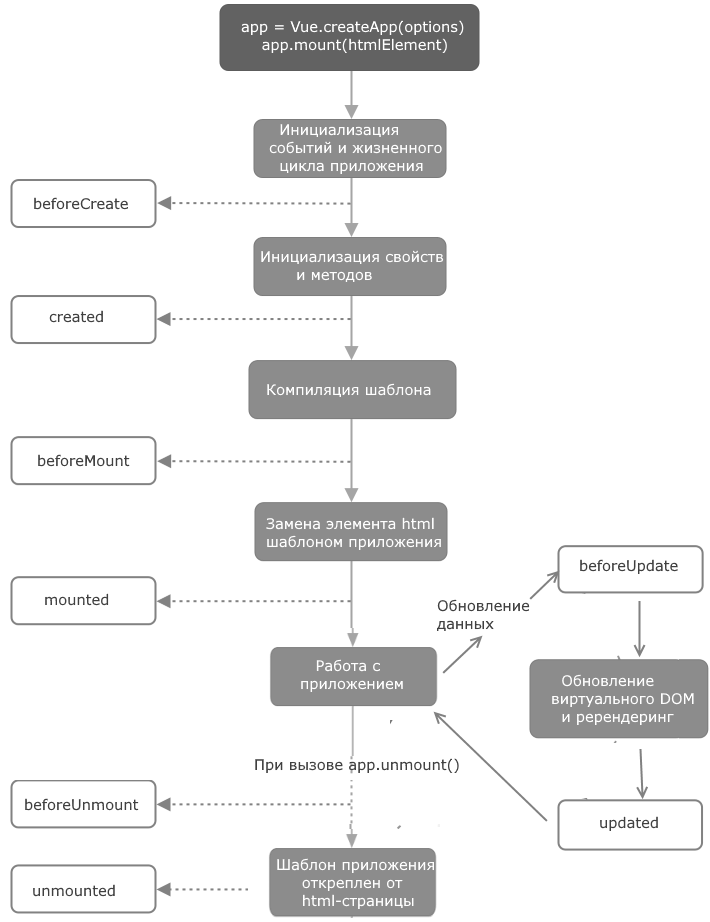 app = Vue.createApp(options)
app.mount(htmlElement)
Инициализация
событий и жизненного
цикла приложения
beforeCreate
Инициализация свойств
и методов
created
Компиляция шаблона
beforeMount
Замена элемента html
шаблоном приложения
mounted
Обновление
данных
beforeUpdate
Работа с
приложением
Обновление
виртуального DOM
и ререндеринг
При вызове app.unmount()
beforeUnmount
updated
Шаблон приложения
откреплен от
html-страницы
unmounted